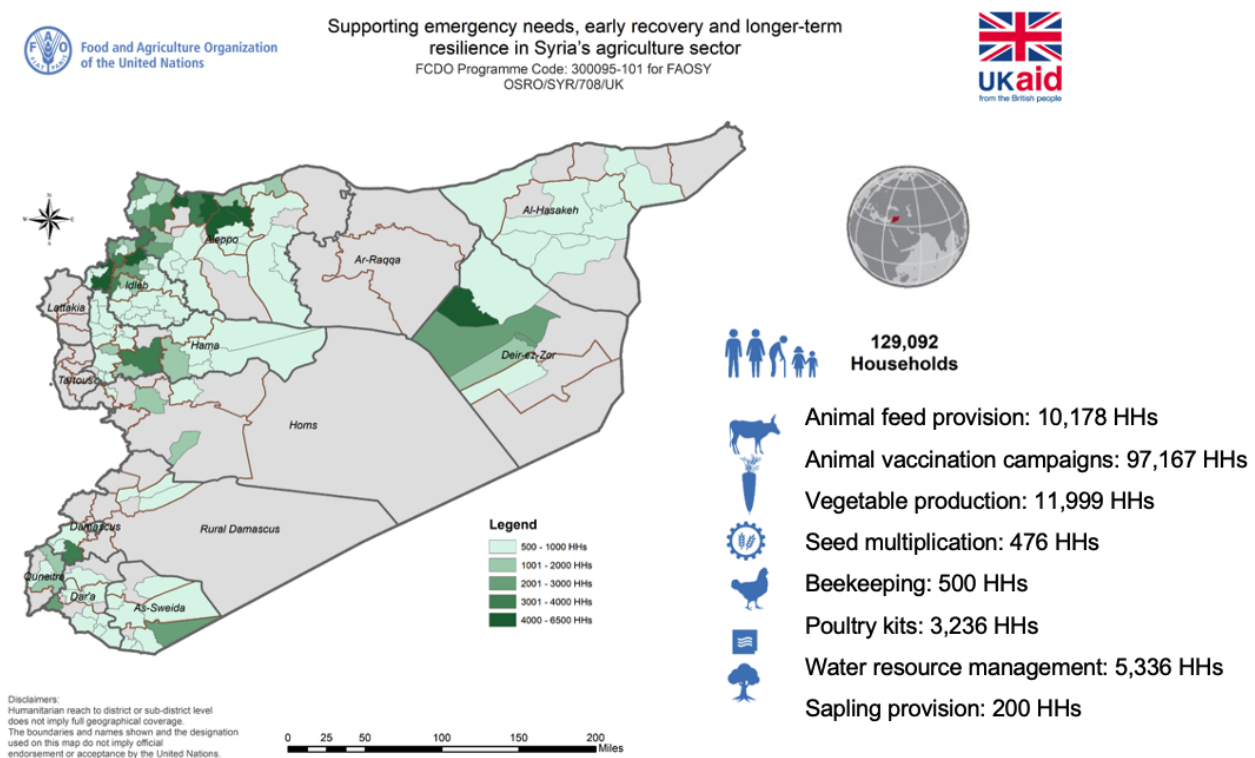 Supporting emergency needs, early recovery and longer-term
resilience in Syria's agriculture sector
FCDO Programme Code: 300095-101 for FAOSY
OSRO/SYR/708/UK
FAO
FIAT PANIS
Food and Agriculture Organization
of the United Nations
UKaid
from the British people
N
W
E
S
Al-Hasakeh
Aleppo
Ar-Raqqa
Idleb
Lattakia
Hama
Deir-ez-Zor
Tartous
Homs
Damascus
Rural Damascus
Quneitra
Dar'a
As-Sweida
Legend
500 - 1000 HHs
1001 - 2000 HHs
2001 - 3000 HHs
3001 - 4000 HHs
4000 - 6500 HHs
129,092
Households
Animal feed provision: 10,178 HHs
Animal vaccination campaigns: 97,167 HHs
Vegetable production: 11,999 HHs
Seed multiplication: 476 HHs
Beekeeping: 500 HHs
Poultry kits: 3,236 HHs
Water resource management: 5,336 HHs
Sapling provision: 200 HHs
Disclaimers:
Humanitarian reach to district or sub-district level
does not imply full geographical coverage.
The boundaries and names shown and the designation
used on this map do not imply official
endorsement or acceptance by the United Nations.
0 25 50 100 150 200
Miles